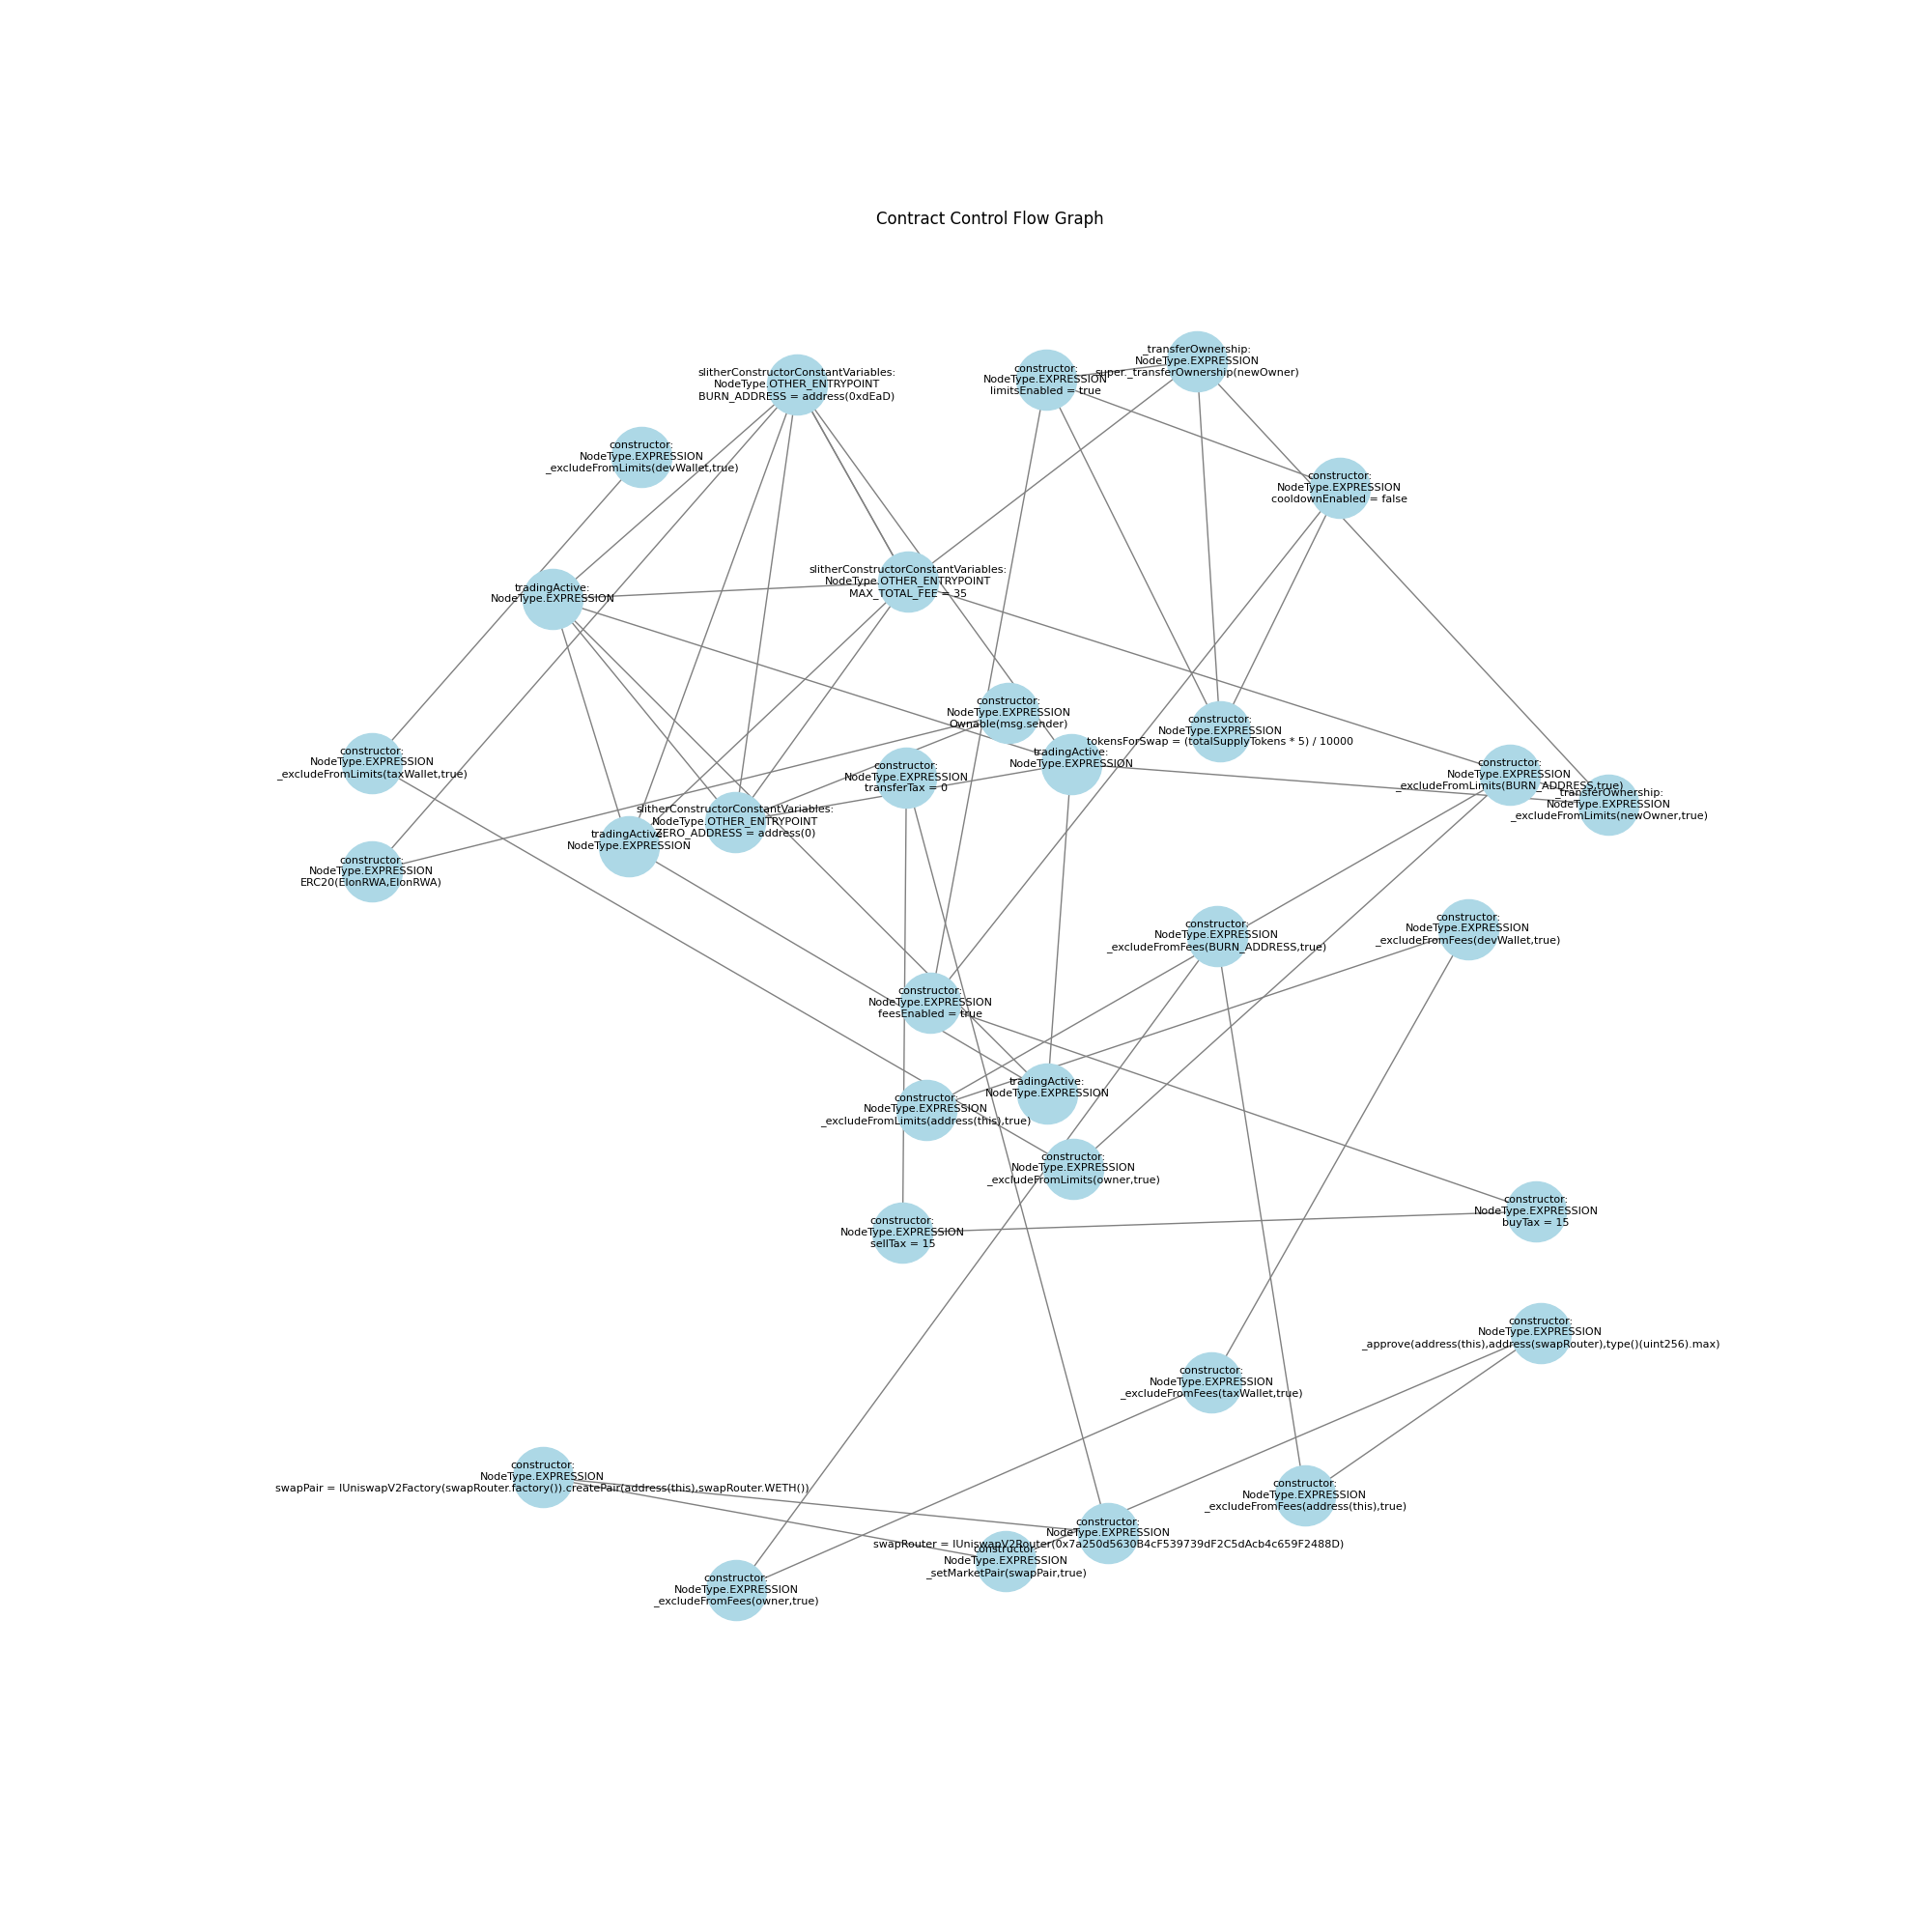 Contract Control Flow Graph
_transferOwnership:
NodeType.EXPRESSION
super._transferOwnership(newOwner)
constructor:
NodeType.EXPRESSION
limitsEnabled = true
slitherConstructorConstantVariables:
NodeType.OTHER_ENTRYPOINT
BURN_ADDRESS = address(0xdEaD)
constructor:
NodeType.EXPRESSION
_excludeFromLimits(devWallet,true)
constructor:
NodeType.EXPRESSION
cooldownEnabled = false
slitherConstructorConstantVariables:
NodeType.OTHER_ENTRYPOINT
MAX_TOTAL_FEE = 35
tradingActive:
NodeType.EXPRESSION
constructor:
NodeType.EXPRESSION
Ownable(msg.sender)
constructor:
NodeType.EXPRESSION
tokensForSwap = (totalSupplyTokens * 5) / 10000
tradingActive:
NodeType.EXPRESSION
constructor:
NodeType.EXPRESSION
_excludeFromLimits(taxWallet,true)
constructor:
NodeType.EXPRESSION
transferTax = 0
constructor:
NodeType.EXPRESSION
_excludeFromLimits(BURN_ADDRESS,true)
_transferOwnership:
NodeType.EXPRESSION
_excludeFromLimits(newOwner,true)
slitherConstructorConstantVariables:
NodeType.OTHER_ENTRYPOINT
ZERO_ADDRESS = address(0)
tradingActive:
NodeType.EXPRESSION
constructor:
NodeType.EXPRESSION
ERC20(ElonRWA,ElonRWA)
constructor:
NodeType.EXPRESSION
_excludeFromFees(devWallet,true)
constructor:
NodeType.EXPRESSION
_excludeFromFees(BURN_ADDRESS,true)
constructor:
NodeType.EXPRESSION
feesEnabled = true
tradingActive:
NodeType.EXPRESSION
constructor:
NodeType.EXPRESSION
_excludeFromLimits(address(this),true)
constructor:
NodeType.EXPRESSION
_excludeFromLimits(owner,true)
constructor:
NodeType.EXPRESSION
buyTax = 15
constructor:
NodeType.EXPRESSION
sellTax = 15
constructor:
NodeType.EXPRESSION
_approve(address(this),address(swapRouter),type()(uint256).max)
constructor:
NodeType.EXPRESSION
_excludeFromFees(taxWallet,true)
constructor:
NodeType.EXPRESSION
swapPair = IUniswapV2Factory(swapRouter.factory()).createPair(address(this),swapRouter.WETH())
constructor:
NodeType.EXPRESSION
_excludeFromFees(address(this),true)
constructor:
NodeType.EXPRESSION
swapRouter = IUniswapV2Router(0x7a250d5630B4cF539739dF2C5dAcb4c659F2488D)
constructor:
NodeType.EXPRESSION
_setMarketPair(swapPair,true)
constructor:
NodeType.EXPRESSION
_excludeFromFees(owner,true)